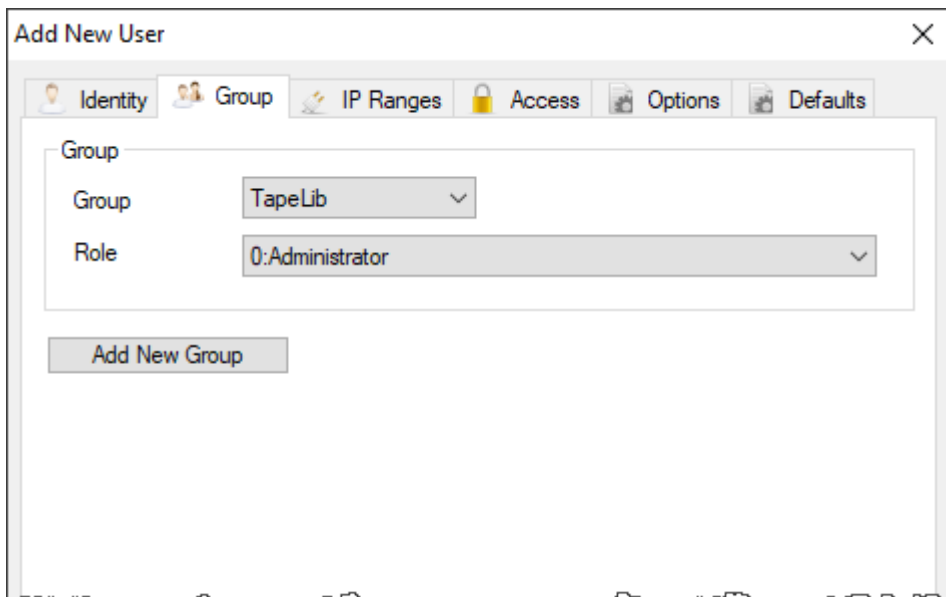 Add New User
Identity Group IP Ranges Access Options Defaults
Group
Group TapeLib
Role 0:Administrator
Add New Group